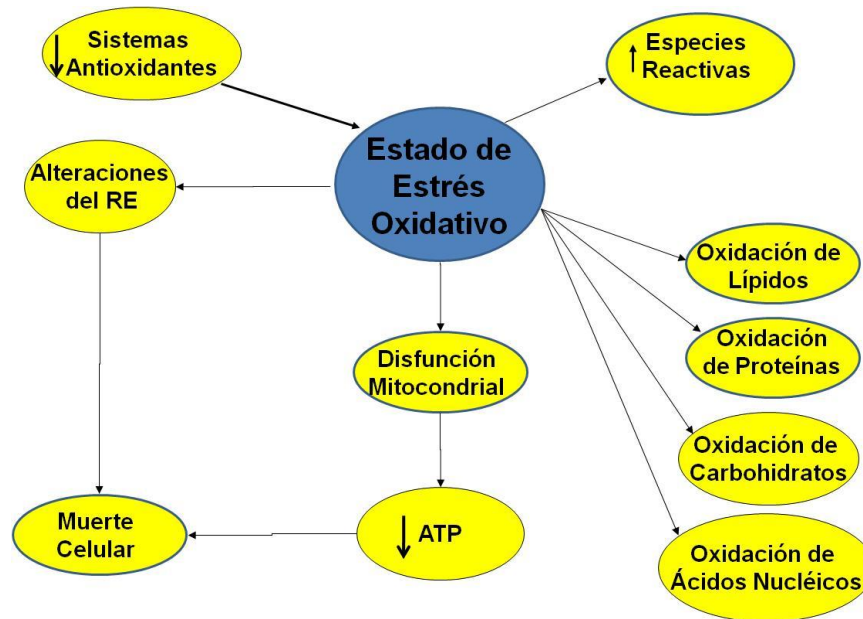 Sistemas
Antioxidantes
Especies
Reactivas
Estado de
Estrés
Oxidativo
Alteraciones
del RE
Oxidación de
Lípidos
Disfunción
Mitocondrial
Oxidación
de Proteínas
Oxidación de
Carbohidratos
Muerte
Celular
ATP
Oxidación de
Ácidos Nucléicos